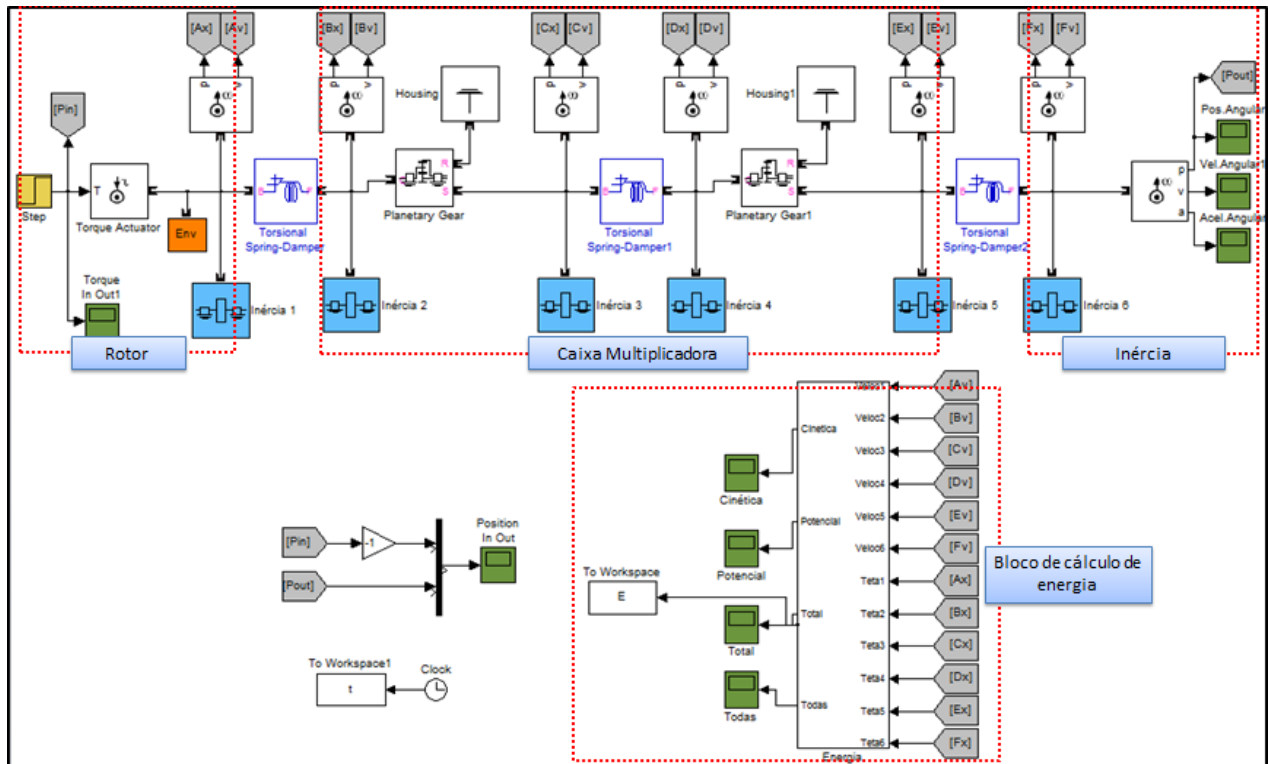 [Ax] [Av]
[Bx] [Bv]
[Cx] [Cv]
[Dx] [Dv]
[Ex] [Ev]
[Fx] [Fv]
p v
p v
p v
p v
p v
p v
[Pin]
Step
T
Torque Actuator
Env
Torque
In Out1
Inércia 1
B F
Torsional
Spring-Damper
Inércia 2
Housing
C R S
Planetary Gear
Inércia 3
B F
Torsional
Spring-Damper1
Inércia 4
Housing1
C R S
Planetary Gear1
Inércia 5
B F
Torsional
Spring-Damper2
Inércia 6
p
v
a
[Pout]
Pos.Angular
Vel.Angular1
Acel.Angular
Rotor
Caixa Multiplicadora
Inércia
[Pin]
-1
[Pout]
Position
In Out
To Workspace1
t
Clock
To Workspace
E
Cinética
Potencial
Total
Todas
Cinetica
Potencial
Total
Todas
Veloc1 [Av]
Veloc2 [Bv]
Veloc3 [Cv]
Veloc4 [Dv]
Veloc5 [Ev]
Veloc6 [Fv]
Teta1 [Ax]
Teta2 [Bx]
Teta3 [Cx]
Teta4 [Dx]
Teta5 [Ex]
Teta6 [Fx]
Energia
Bloco de cálculo de
energia